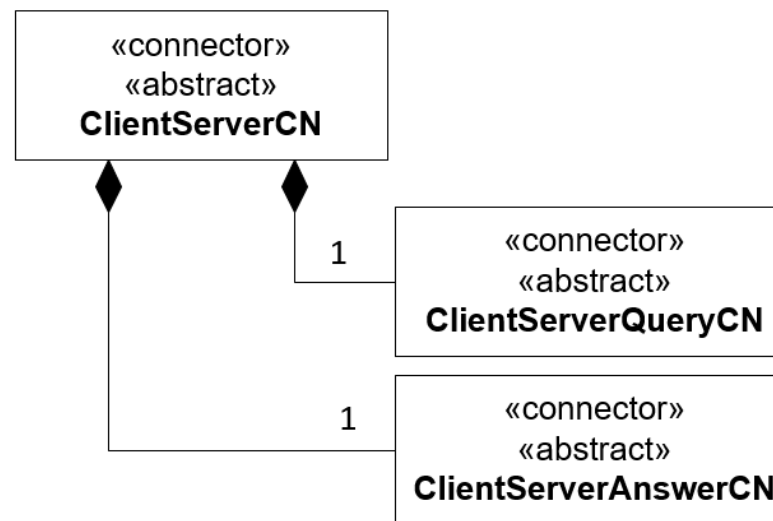 «connector»
«abstract»
ClientServerCN
1
«connector»
«abstract»
ClientServerQueryCN
1
«connector»
«abstract»
ClientServerAnswerCN